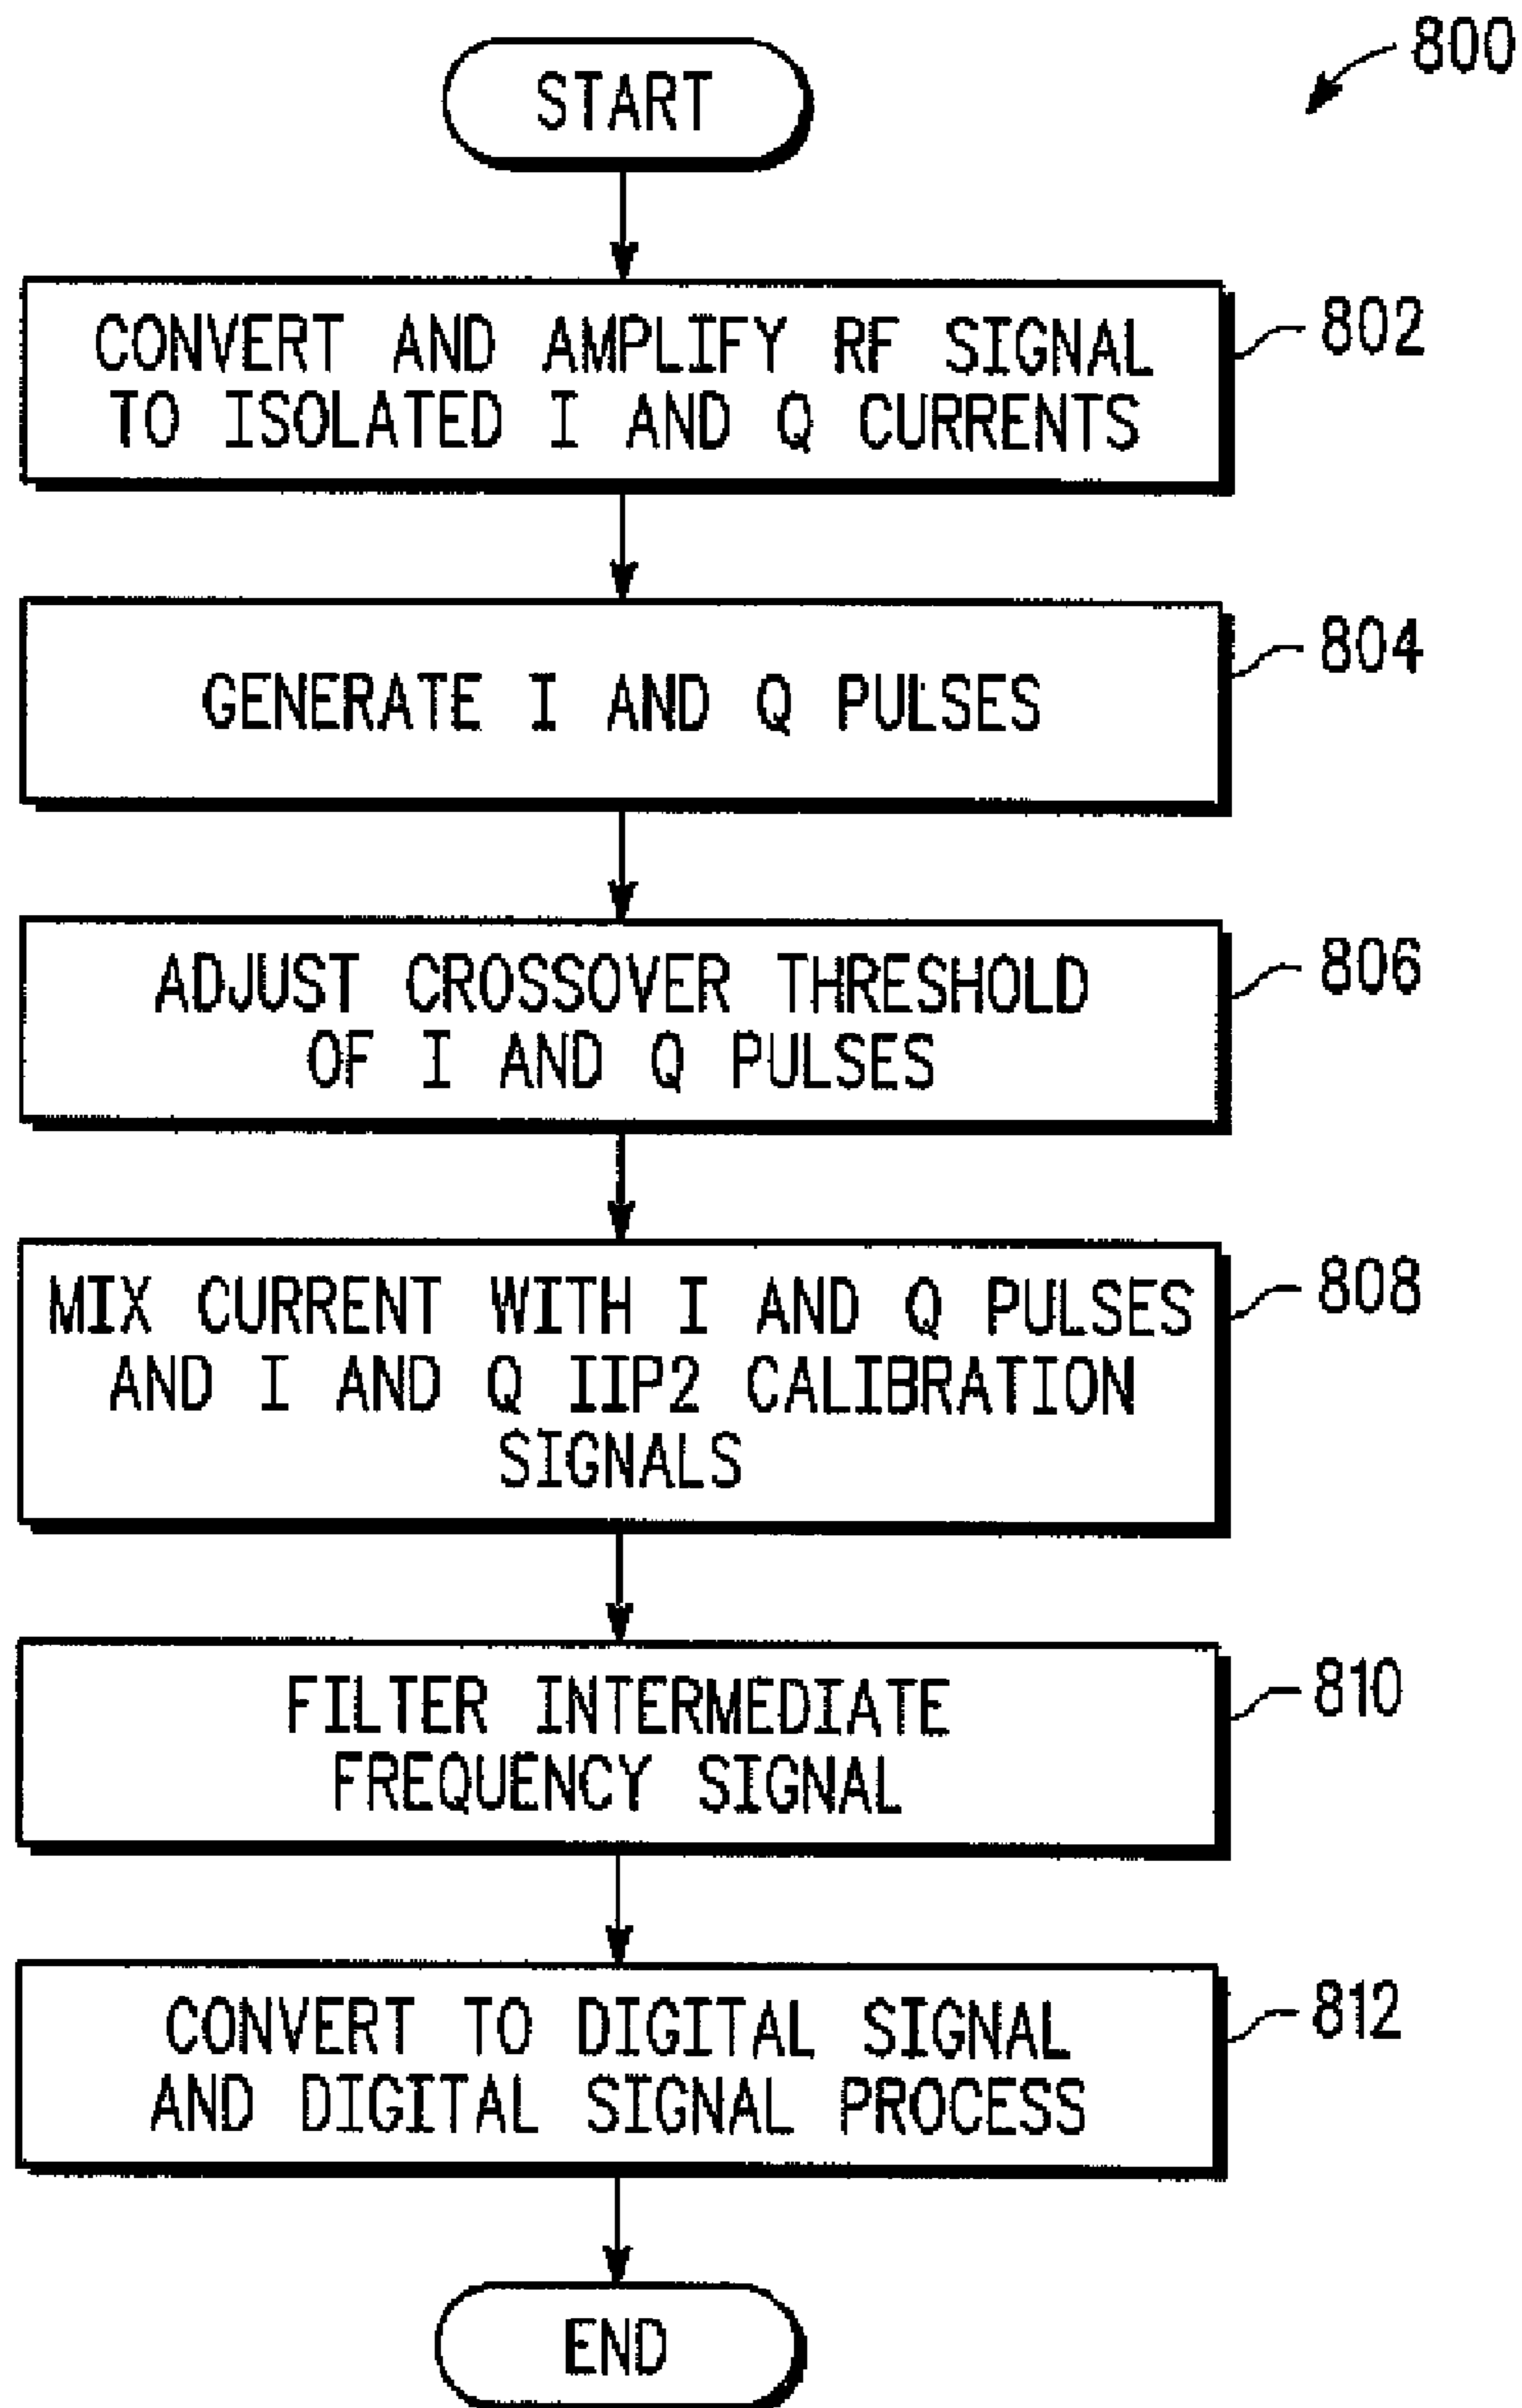 800
START
CONVERT AND AMPLIFY RF SIGNAL
TO ISOLATED I AND Q CURRENTS
802
GENERATE I AND Q PULSES
804
ADJUST CROSSOVER THRESHOLD
OF I AND Q PULSES
806
MIX CURRENT WITH I AND Q PULSES
AND I AND Q IIP2 CALIBRATION
SIGNALS
808
FILTER INTERMEDIATE
FREQUENCY SIGNAL
810
CONVERT TO DIGITAL SIGNAL
AND DIGITAL SIGNAL PROCESS
812
END